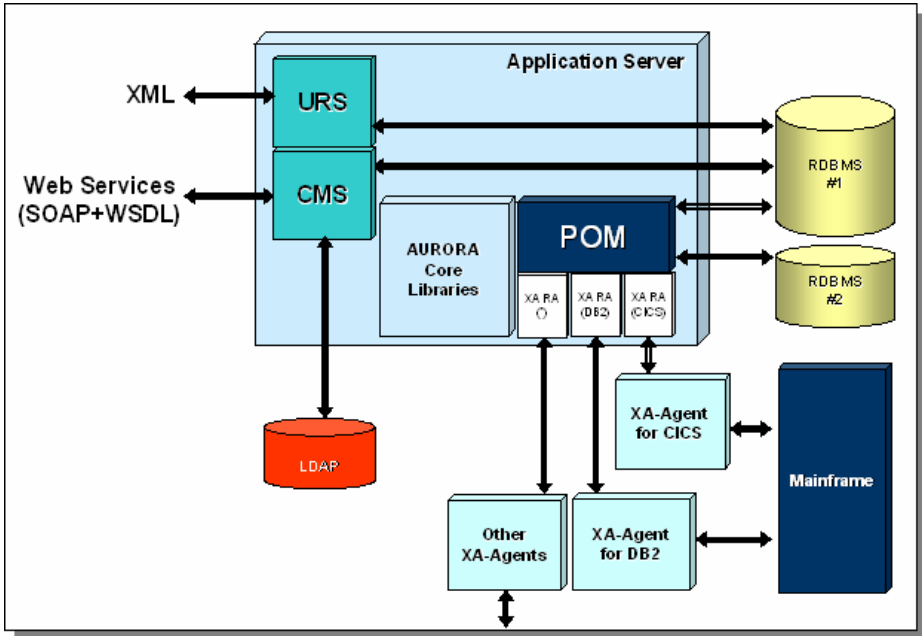 Application Server
XML
URS
Web Services
(SOAP+WSDL)
CMS
RDBMS
#1
AURORA
Core
Libraries
POM
XA RA
()
XA RA
(DB2)
XA RA
(CICS)
RDBMS
#2
LDAP
XA-Agent
for CICS
Mainframe
Other
XA-Agents
XA-Agent
for DB2